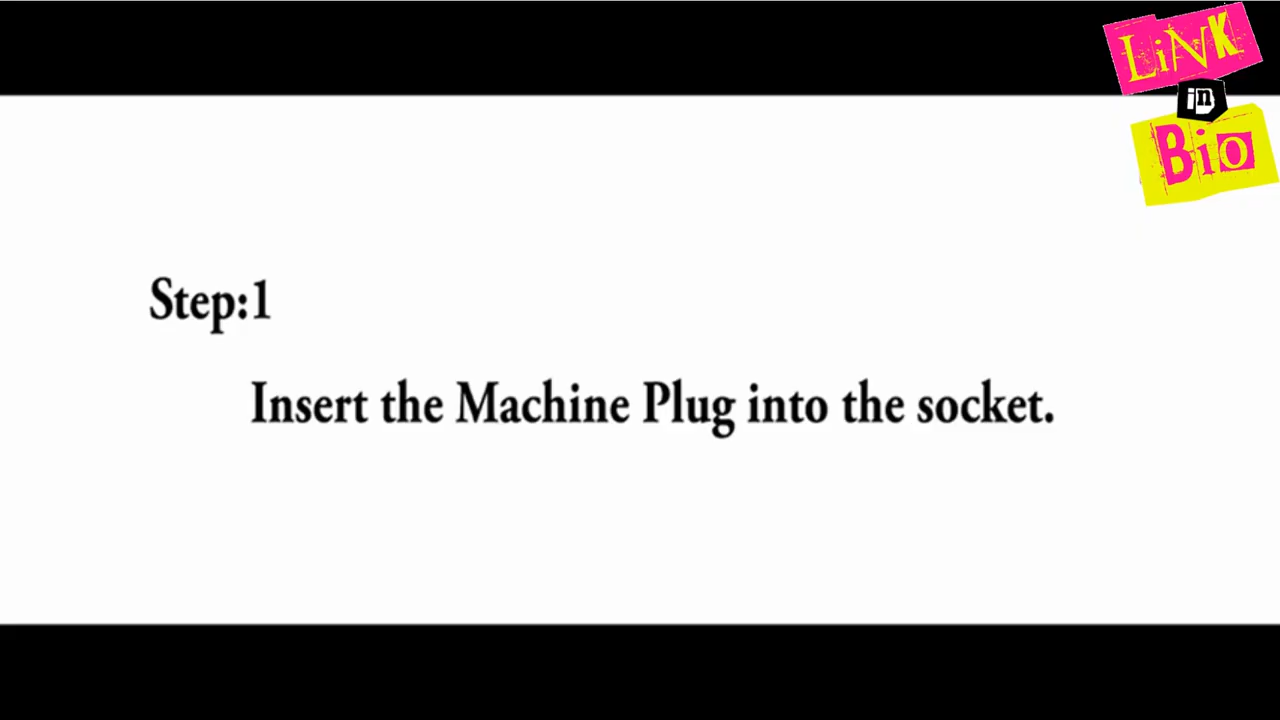 LiNK
in
Bio
Step:1
Insert the Machine Plug into the socket.